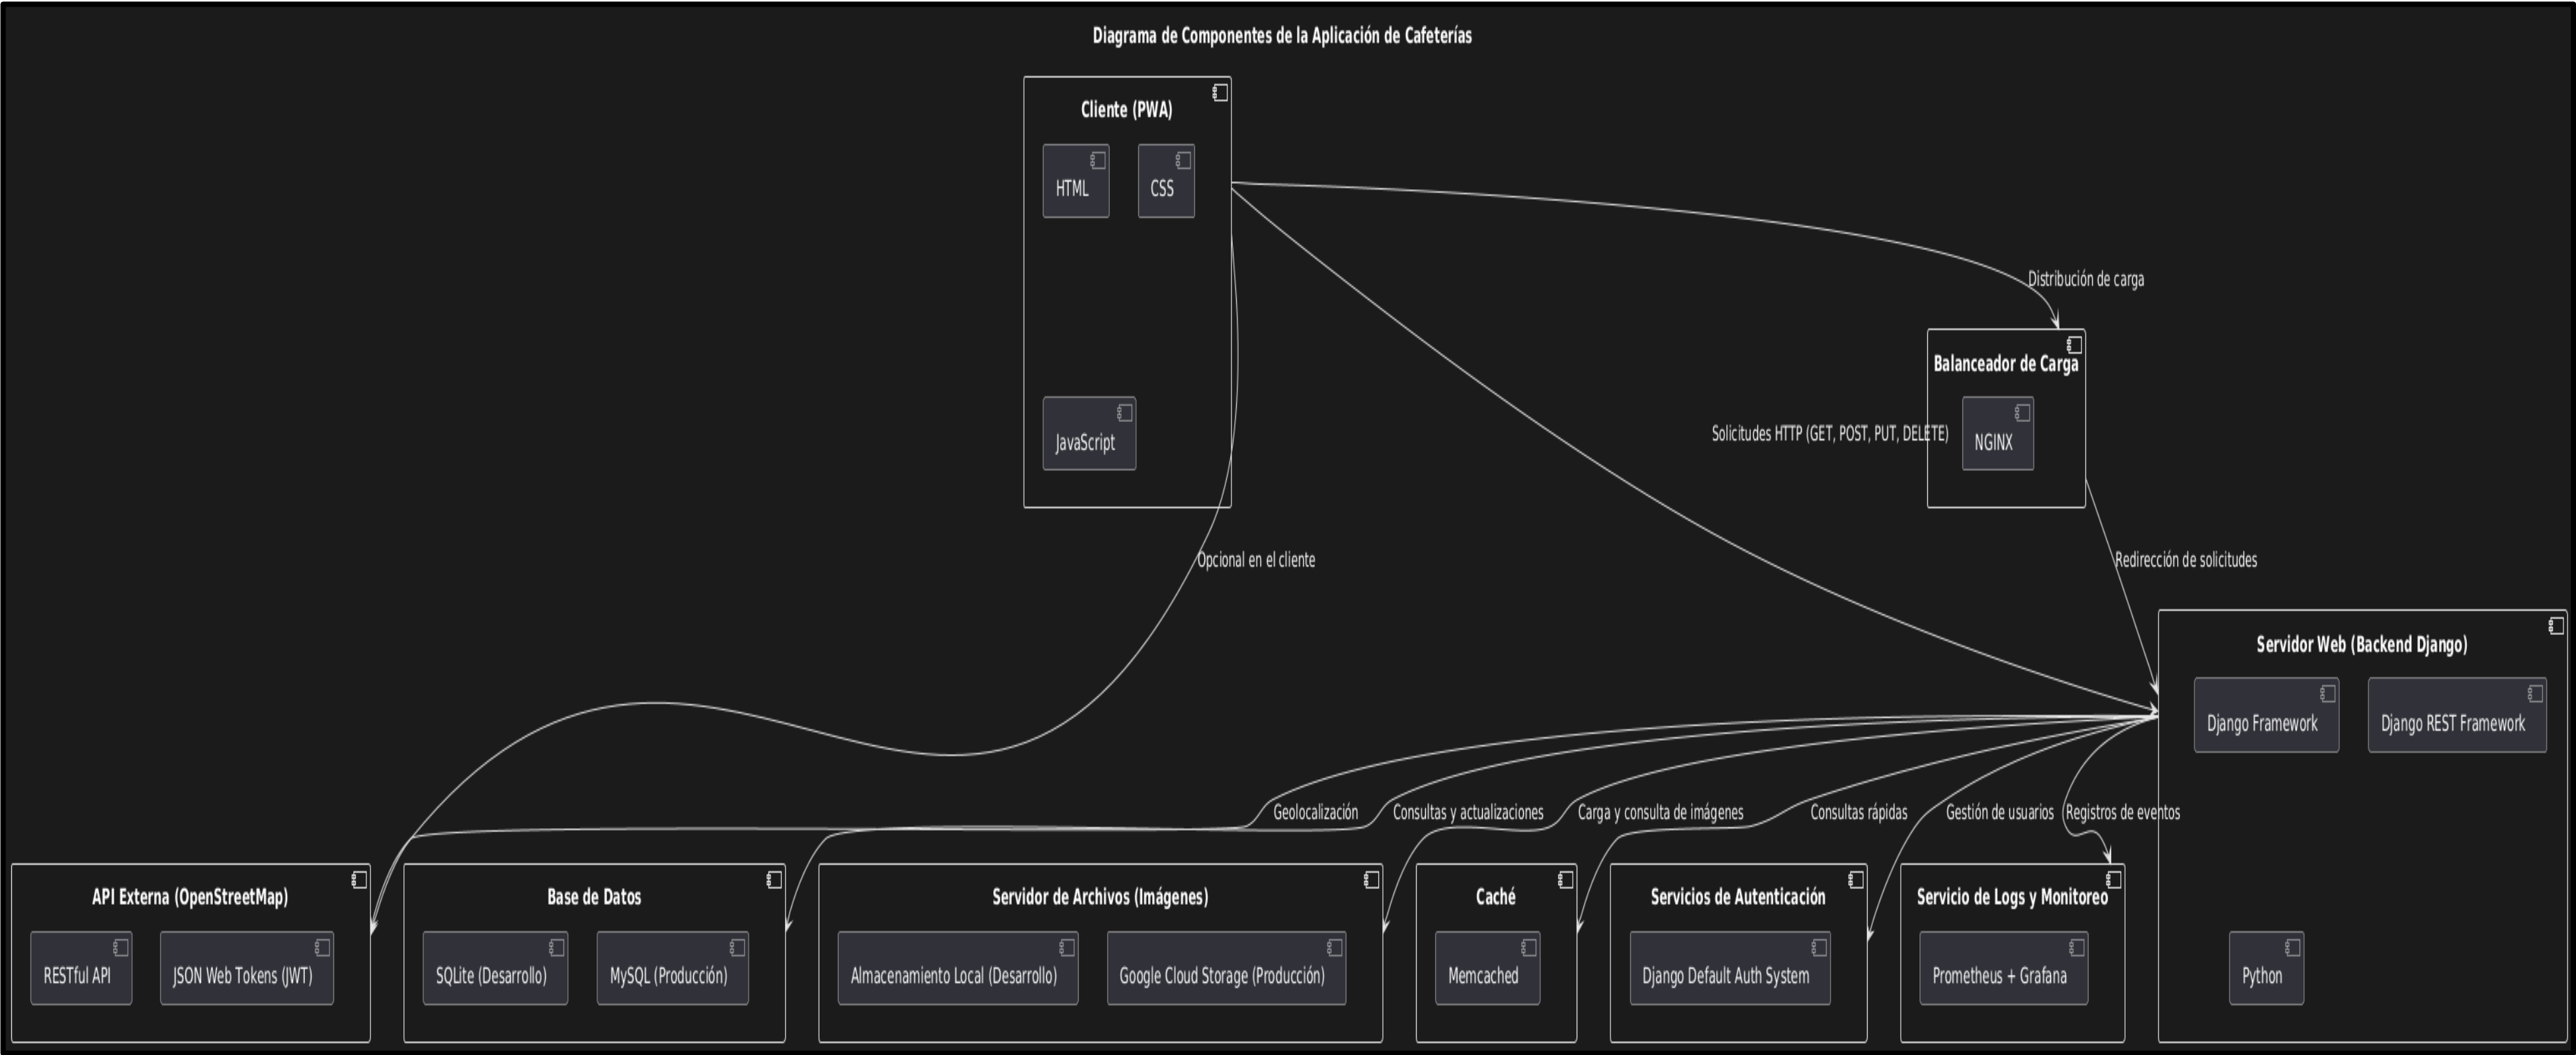 Diagrama de Componentes de la Aplicación de Cafeterías
Cliente (PWA)
HTML
CSS
JavaScript
Distribución de carga
Balanceador de Carga
NGINX
Solicitudes HTTP (GET, POST, PUT, DELETE)
Opcional en el cliente
Redirección de solicitudes
Servidor Web (Backend Django)
Django Framework
Django REST Framework
Python
Geolocalización
Consultas y actualizaciones
Carga y consulta de imágenes
Consultas rápidas
Gestión de usuarios
Registros de eventos
API Externa (OpenStreetMap)
RESTful API
JSON Web Tokens (JWT)
Base de Datos
SQLite (Desarrollo)
MySQL (Producción)
Servidor de Archivos (Imágenes)
Almacenamiento Local (Desarrollo)
Google Cloud Storage (Producción)
Caché
Memcached
Servicios de Autenticación
Django Default Auth System
Servicio de Logs y Monitoreo
Prometheus + Grafana